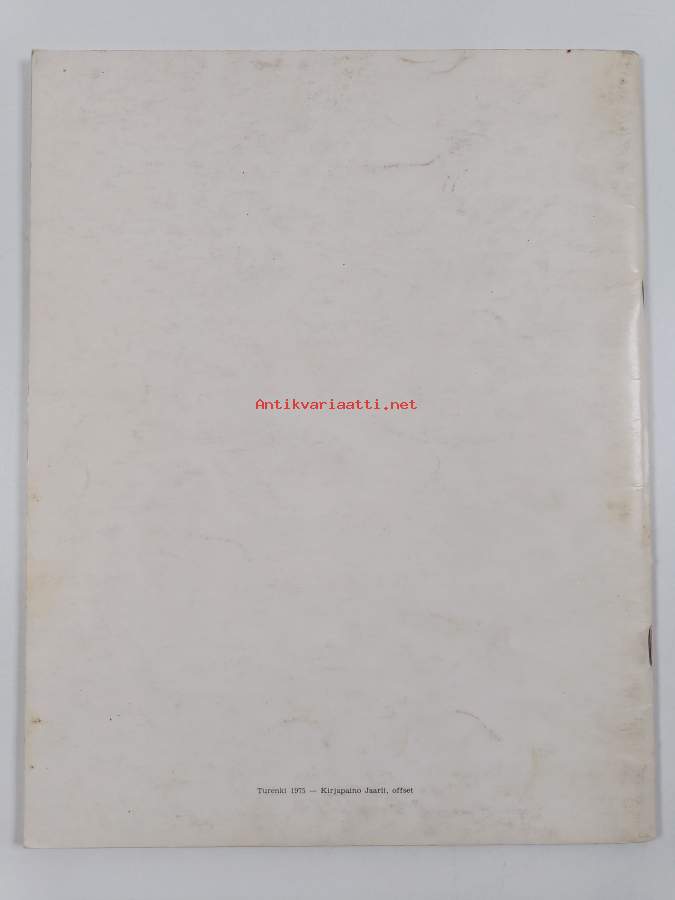 Antikvariaatti.net
Turenki 1975 — Kirjapaino Jaarli, offset